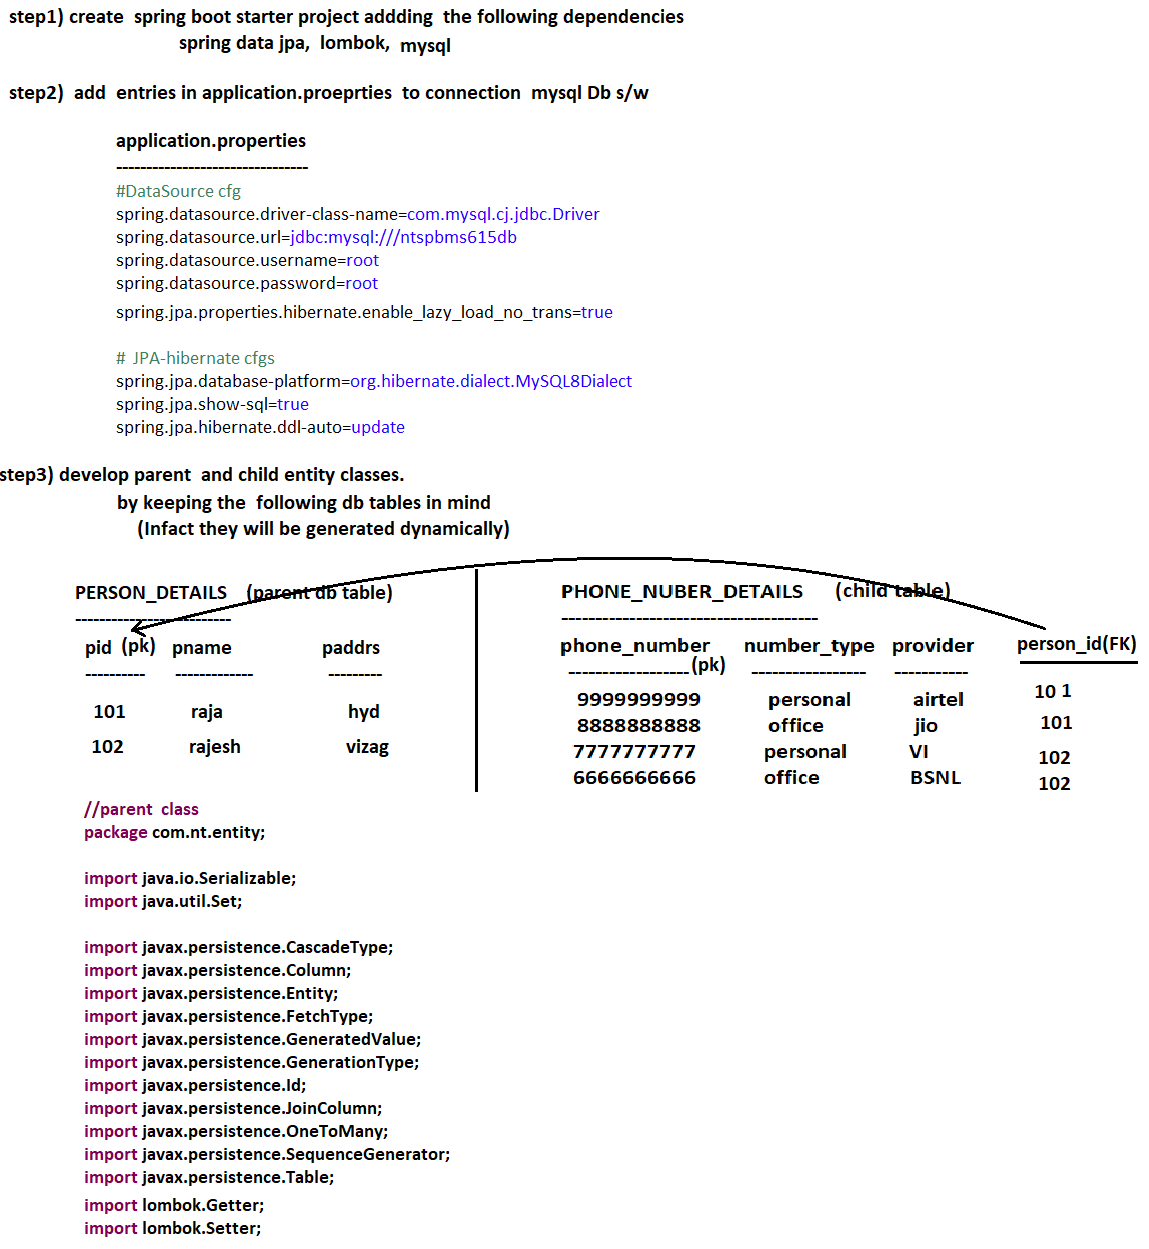 step1) create spring boot starter project addding the following dependencies
spring data jpa, lombok, mysql
step2) add entries in application.proeprties to connection mysql Db s/w
application.properties
--------------------------------
#DataSource cfg
spring.datasource.driver-class-name=com.mysql.cj.jdbc.Driver
spring.datasource.url=jdbc:mysql:///ntspbms615db
spring.datasource.username=root
spring.datasource.password=root
spring.jpa.properties.hibernate.enable_lazy_load_no_trans=true
# JPA-hibernate cfgs
spring.jpa.database-platform=org.hibernate.dialect.MySQL8Dialect
spring.jpa.show-sql=true
spring.jpa.hibernate.ddl-auto=update
step3) develop parent and child entity classes.
by keeping the following db tables in mind
(Infact they will be generated dynamically)
PERSON_DETAILS (parent db table)
--------------------------
pid (pk) pname paddrs
---------- ------------- ---------
101 raja hyd
102 rajesh vizag
PHONE_NUBER_DETAILS (child table)
-------------------------------------
phone_number (pk) number_type provider person_id(FK)
------------------ ----------------- -----------
9999999999 personal airtel 10 1
8888888888 office jio 101
7777777777 personal VI 102
6666666666 office BSNL 102
//parent class
package com.nt.entity;
import java.io.Serializable;
import java.util.Set;
import javax.persistence.CascadeType;
import javax.persistence.Column;
import javax.persistence.Entity;
import javax.persistence.FetchType;
import javax.persistence.GeneratedValue;
import javax.persistence.GenerationType;
import javax.persistence.Id;
import javax.persistence.JoinColumn;
import javax.persistence.OneToMany;
import javax.persistence.SequenceGenerator;
import javax.persistence.Table;
import lombok.Getter;
import lombok.Setter;